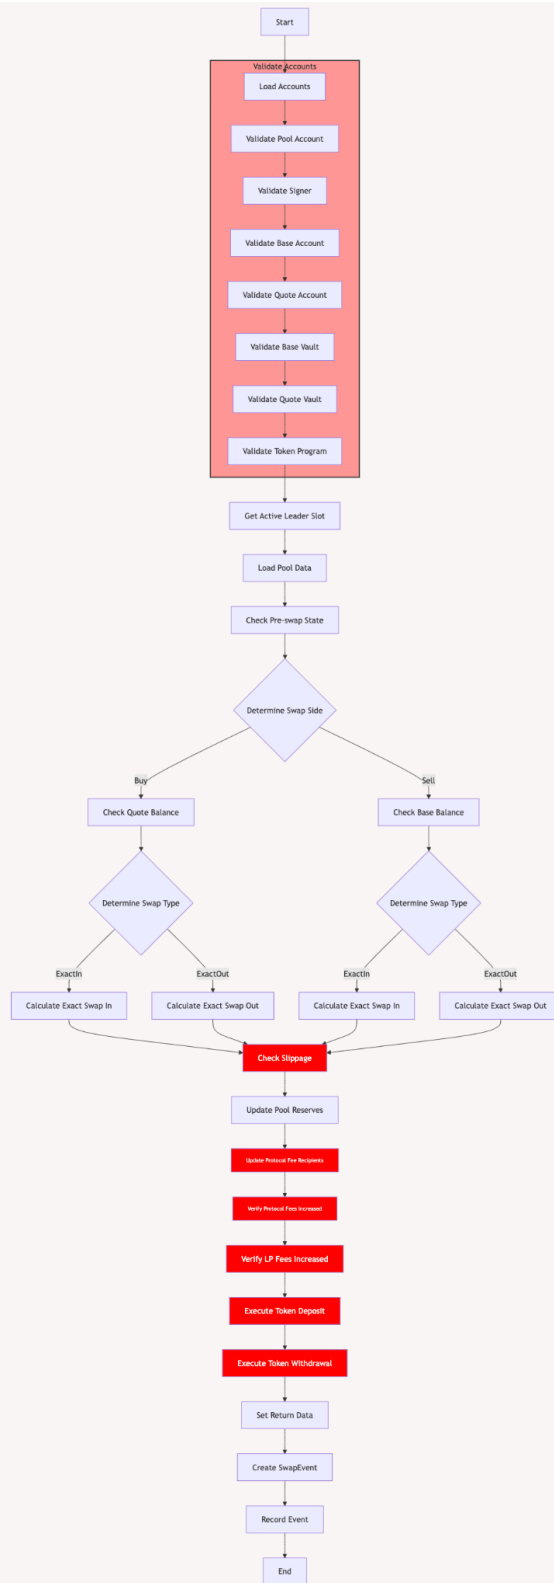 Start
Validate Accounts
Load Accounts
Validate Pool Account
Validate Signer
Validate Base Account
Validate Quote Account
Validate Base Vault
Validate Quote Vault
Validate Token Program
Get Active Leader Slot
Load Pool Data
Check Pre-swap State
Determine Swap Side
Buy
Sell
Check Quote Balance
Check Base Balance
Determine Swap Type
Determine Swap Type
ExactIn
ExactOut
ExactIn
ExactOut
Calculate Exact Swap In
Calculate Exact Swap Out
Calculate Exact Swap In
Calculate Exact Swap Out
Check Slippage
Update Pool Reserves
Update Protocal Fee Recipients
Verify Protocal Fees Increased
Verify LP Fees Increased
Execute Token Deposit
Execute Token Withdrawal
Set Return Data
Create SwapEvent
Record Event
End